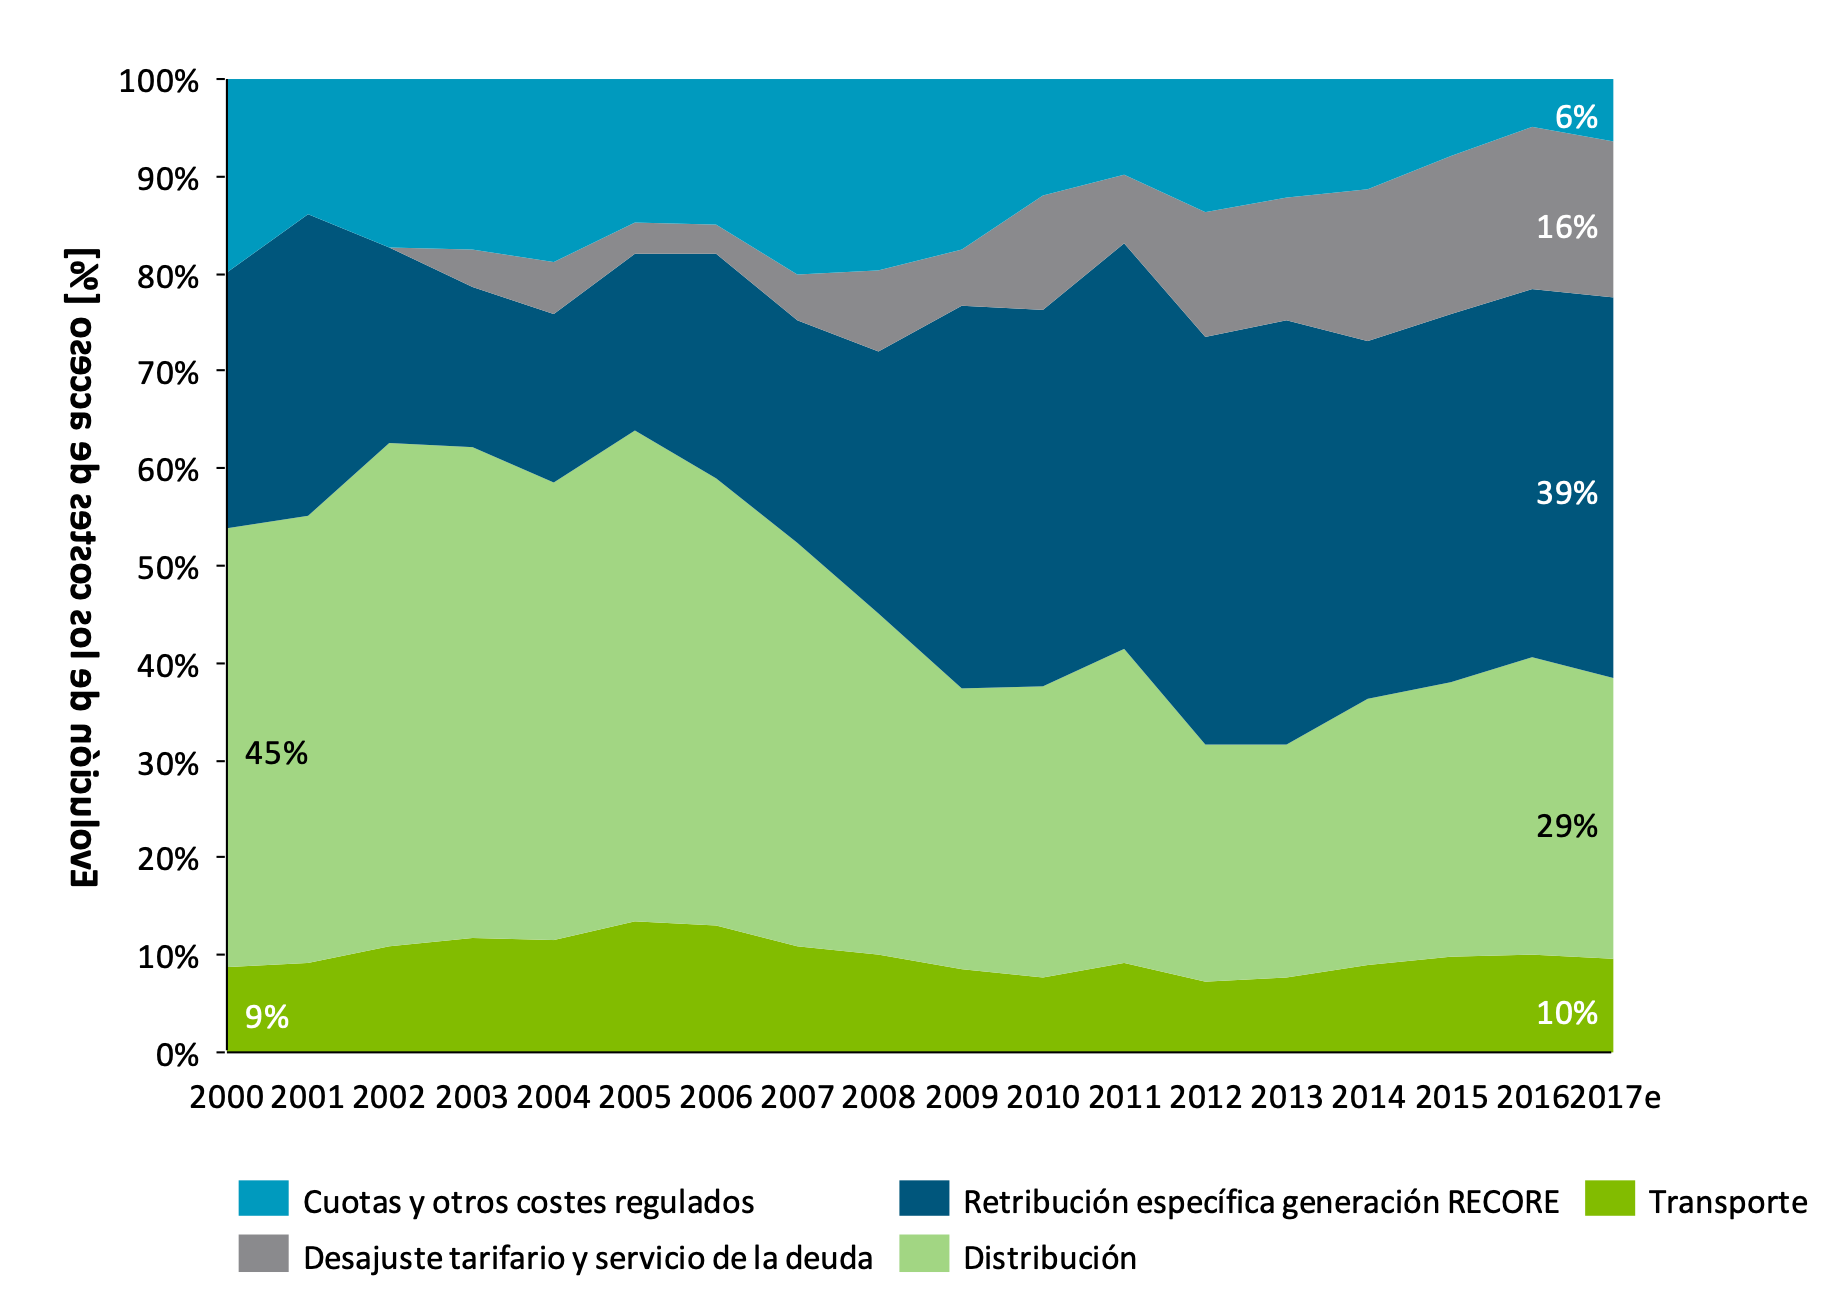 100%
90%
80%
70%
60%
50%
40%
30%
20%
10%
0%
Evolución de los costes de acceso [%]
6%
16%
39%
29%
10%
45%
9%
2000 2001 2002 2003 2004 2005 2006 2007 2008 2009 2010 2011 2012 2013 2014 2015 2016 2017e
Cuotas y otros costes regulados
Retribución específica generación RECORE
Transporte
Desajuste tarifario y servicio de la deuda
Distribución